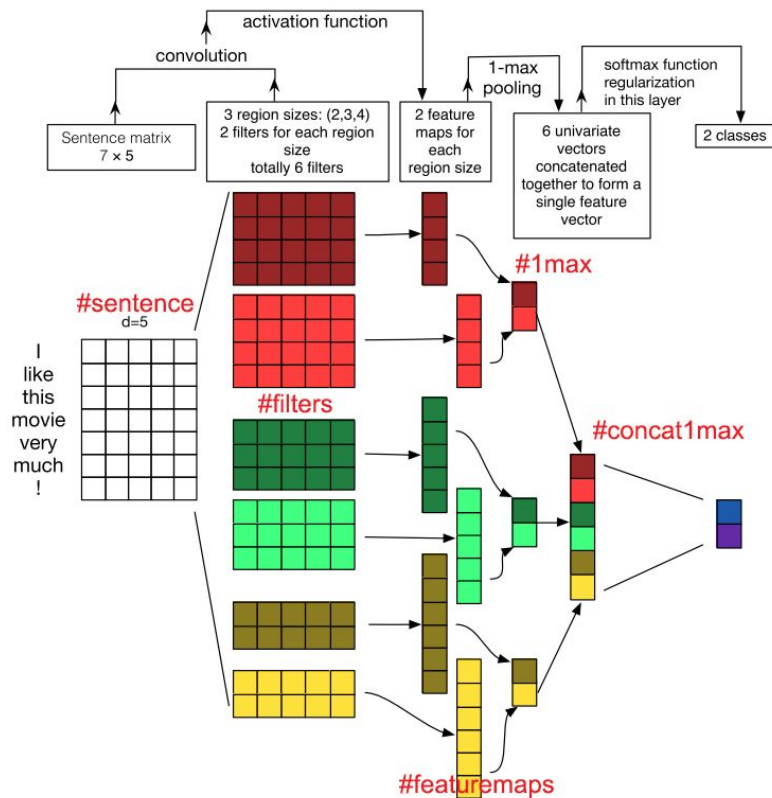 activation function
convolution
1-max
pooling
softmax function
regularization
in this layer
Sentence matrix
7 × 5
3 region sizes: (2,3,4)
2 filters for each region
size
totally 6 filters
2 feature
maps for
each
region size
6 univariate
vectors
concatenated
together to form a
single feature
vector
2 classes
#sentence
d=5
I
like
this
movie
very
much
!
#filters
#1max
#concat1max
#featuremaps